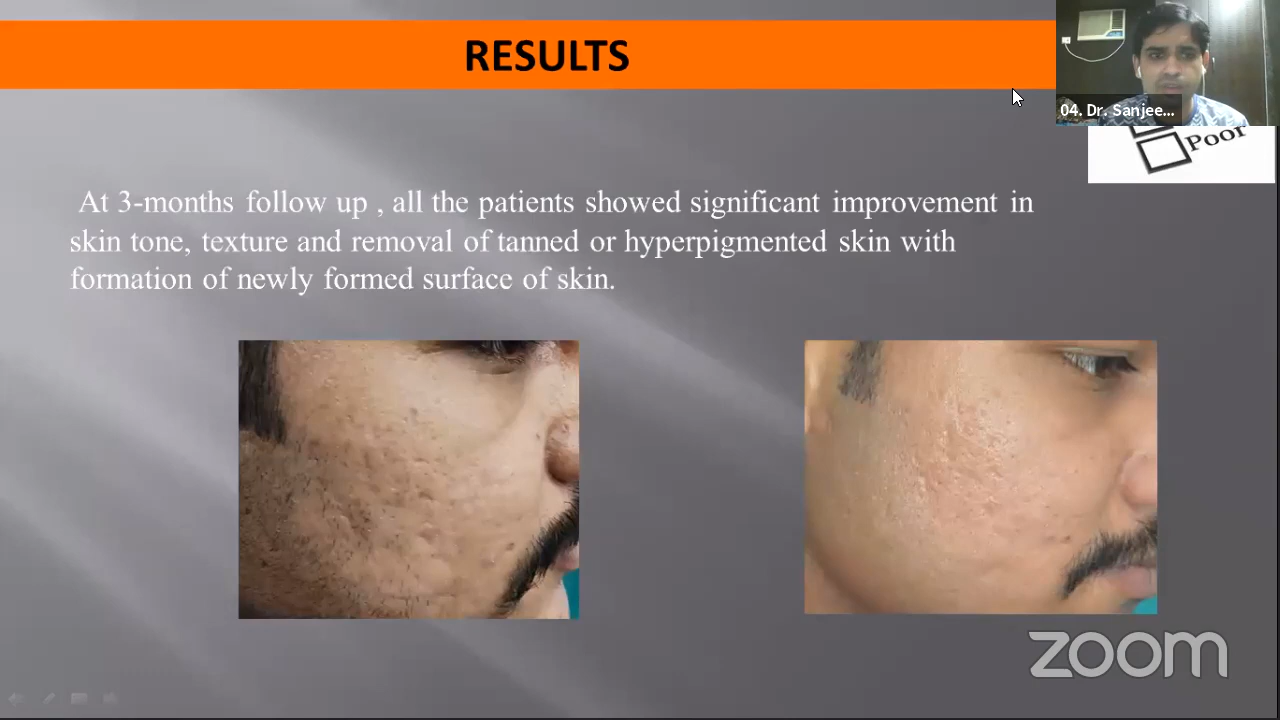 RESULTS
04. Dr. Sanjee...
Poor
At 3-months follow up , all the patients showed significant improvement in
skin tone, texture and removal of tanned or hyperpigmented skin with
formation of newly formed surface of skin.
zoom